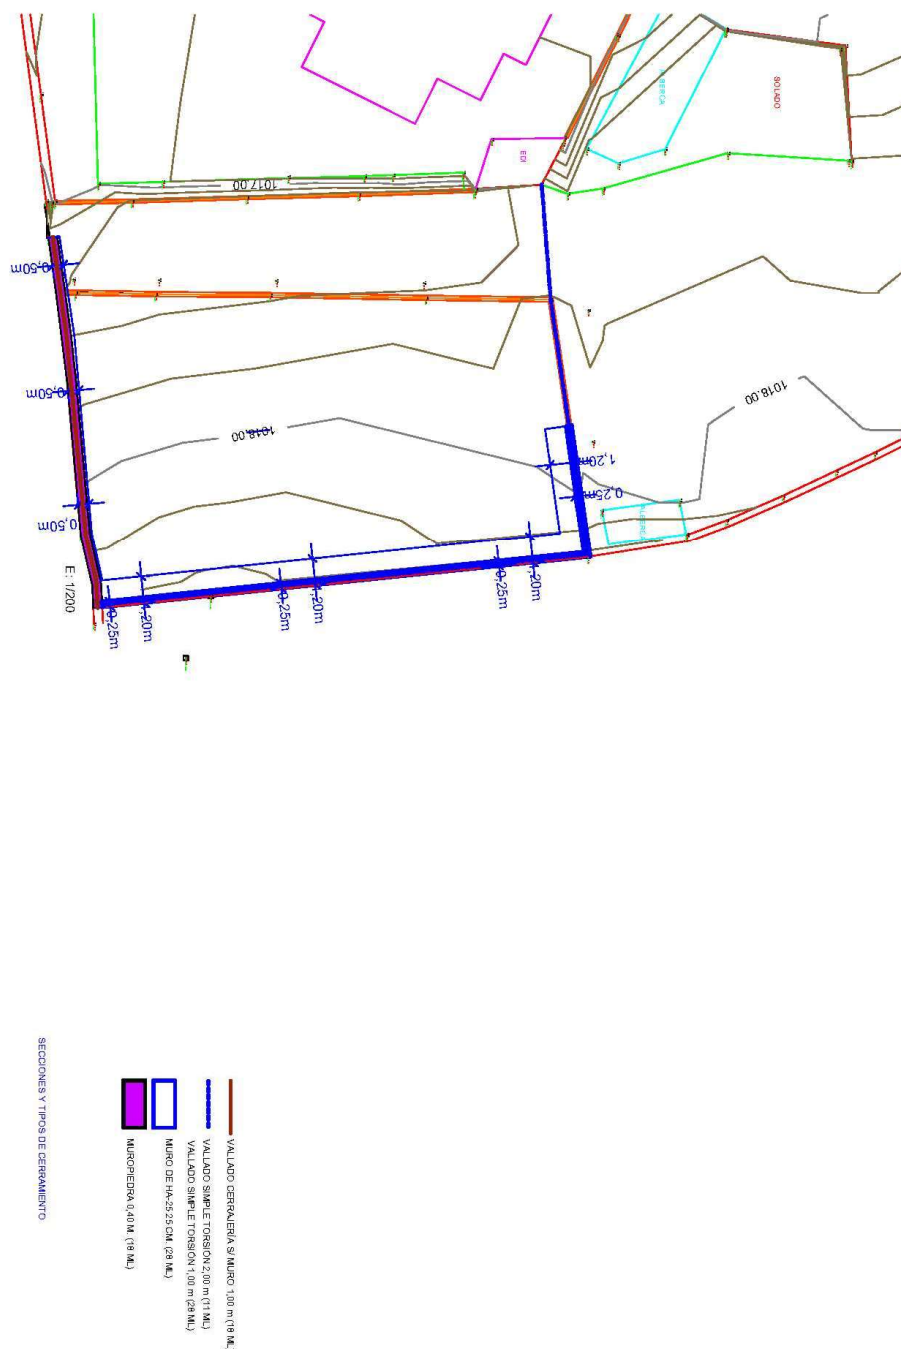 SOLADO
ALBERCA
EDI
1017.00
0,50m
0,50m
1018.00
1018.00
1,20m
0,25m
ALBERCA
0,50m
E: 1/200
0,25m
1,20m
0,25m
1,20m
0,25m
1,20m
VALLADO CERRAJERÍA S/ MURO 1,00 m (18 ML)
VALLADO SIMPLE TORSIÓN 2,00 m (11 ML)
VALLADO SIMPLE TORSIÓN 1,00 m (28 ML)
MURO DE HA-25 25 CM. (28 ML)
MUROPIEDRA 0,40 M. (18 ML)
SECCIONES Y TIPOS DE CERRAMIENTO